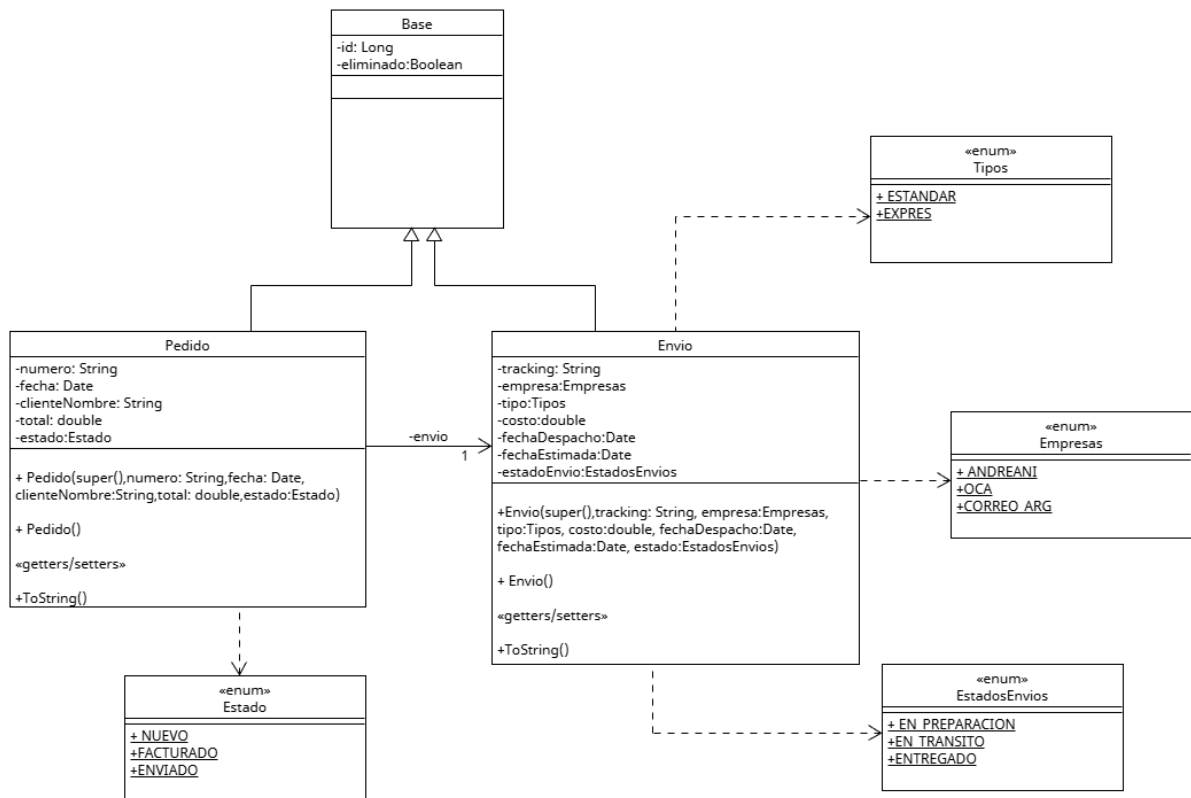 Base
-id: Long
-eliminado:Boolean
«enum»
Tipos
+ ESTANDAR
+EXPRES
Pedido
-numero: String
-fecha: Date
-clienteNombre: String
-total: double
-estado:Estado
+ Pedido(super(),numero: String,fecha: Date,
clienteNombre:String,total: double,estado:Estado)
+ Pedido()
«getters/setters»
+ToString()
-envio
1
Envio
-tracking: String
-empresa:Empresas
-tipo:Tipos
-costo:double
-fechaDespacho:Date
-fechaEstimada:Date
-estadoEnvio:EstadosEnvios
+Envio(super(),tracking: String, empresa:Empresas,
tipo:Tipos, costo:double, fechaDespacho:Date,
fechaEstimada:Date, estado:EstadosEnvios)
+ Envio()
«getters/setters»
+ToString()
«enum»
Empresas
+ ANDREANI
+OCA
+CORREO_ARG
«enum»
Estado
+ NUEVO
+FACTURADO
+ENVIADO
«enum»
EstadosEnvios
+ EN_PREPARACION
+EN_TRANSITO
+ENTREGADO